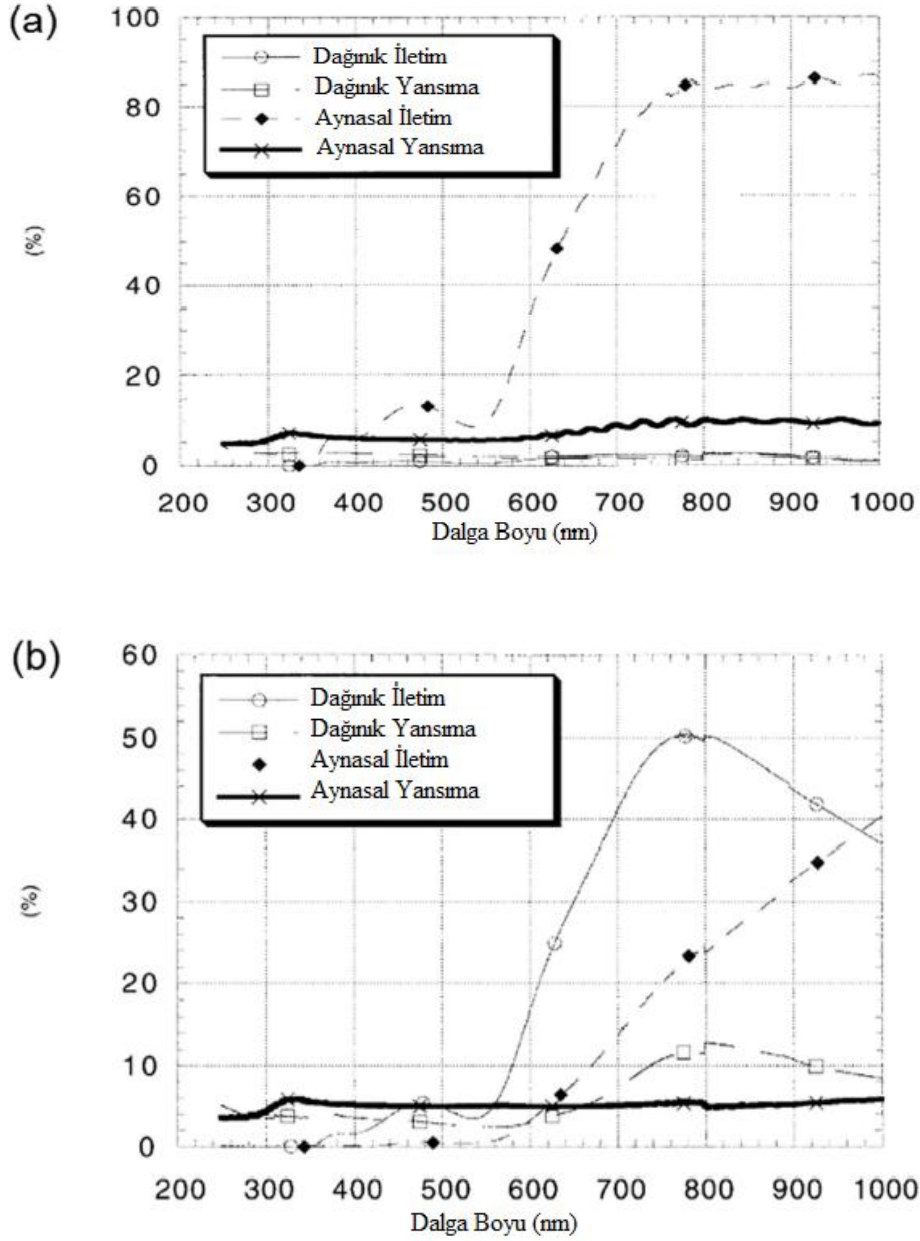 (a)
100
80
60
40
20
0
(%)
Dağınık İletim
Dağınık Yansıma
Aynasal İletim
Aynasal Yansıma
200 300 400 500 600 700 800 900 1000
Dalga Boyu (nm)
(b)
60
50
40
30
20
10
0
(%)
Dağınık İletim
Dağınık Yansıma
Aynasal İletim
Aynasal Yansıma
200 300 400 500 600 700 800 900 1000
Dalga Boyu (nm)